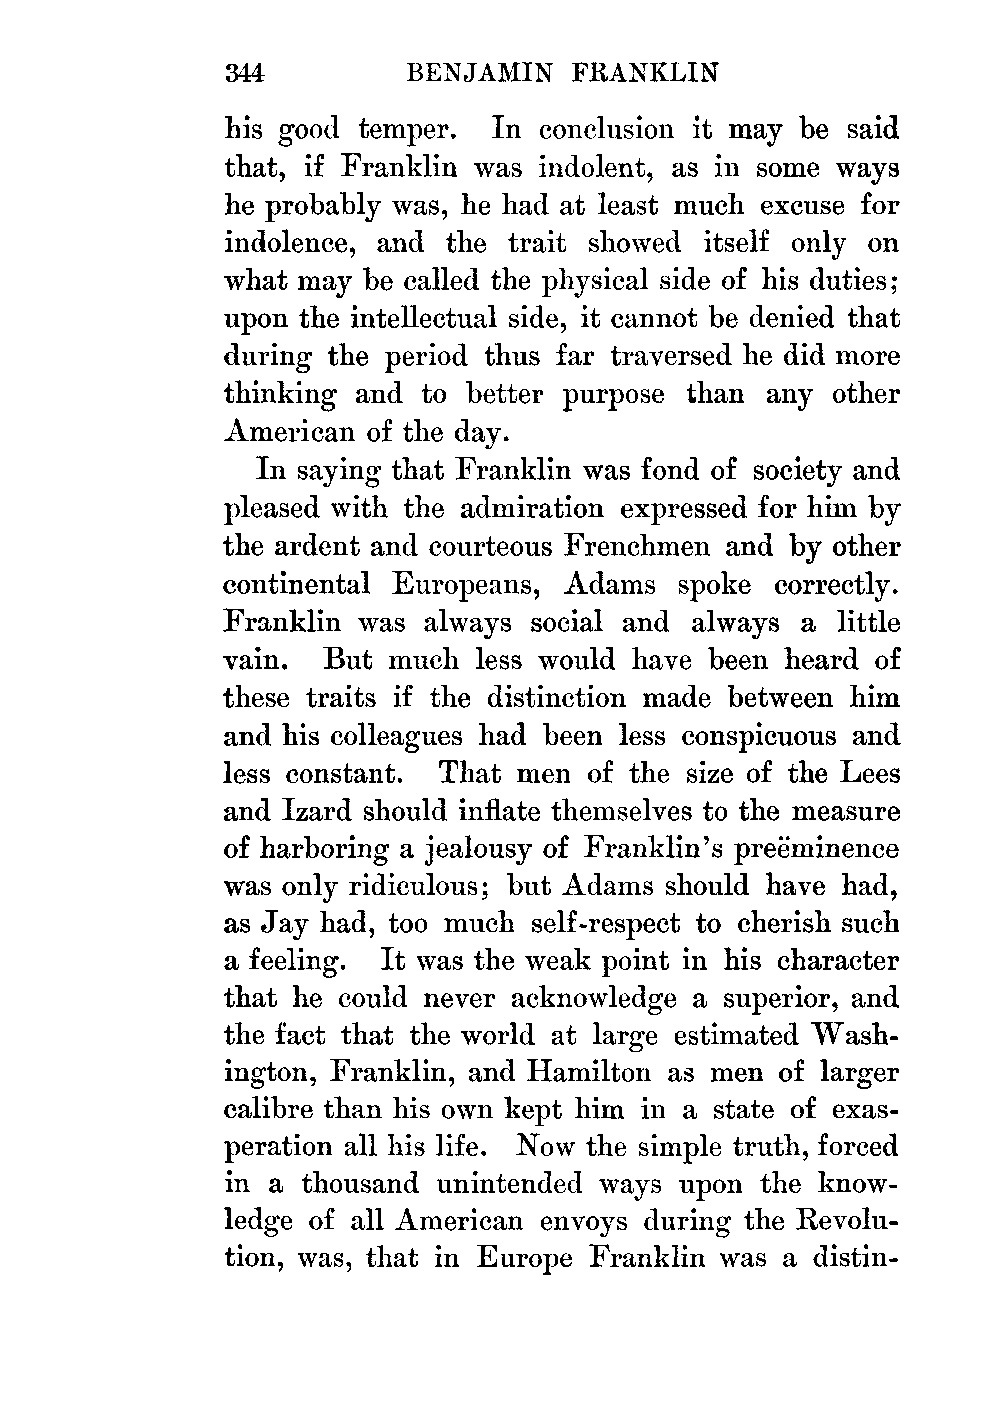 344 BENJAMIN FRANKLIN
his good temper. In conclusion it may be said
that, if Franklin was indolent, as in some ways
he probably was, he had at least much excuse for
indolence, and the trait showed itself only on
what may be called the physical side of his duties;
upon the intellectual side, it cannot be denied that
during the period thus far traversed he did more
thinking and to better purpose than any other
American of the day.
In saying that Franklin was fond of society and
pleased with the admiration expressed for him by
the ardent and courteous Frenchmen and by other
continental Europeans, Adams spoke correctly.
Franklin was always social and always a little
vain. But much less would have been heard of
these traits if the distinction made between him
and his colleagues had been less conspicuous and
less constant. That men of the size of the Lees
and Izard should inflate themselves to the measure
of harboring a jealousy of Franklin's preëminence
was only ridiculous; but Adams should have had,
as Jay had, too much self-respect to cherish such
a feeling. It was the weak point in his character
that he could never acknowledge a superior, and
the fact that the world at large estimated Wash-
ington, Franklin, and Hamilton as men of larger
calibre than his own kept him in a state of exas-
peration all his life. Now the simple truth, forced
in a thousand unintended ways upon the know-
ledge of all American envoys during the Revolu-
tion, was, that in Europe Franklin was a distin-